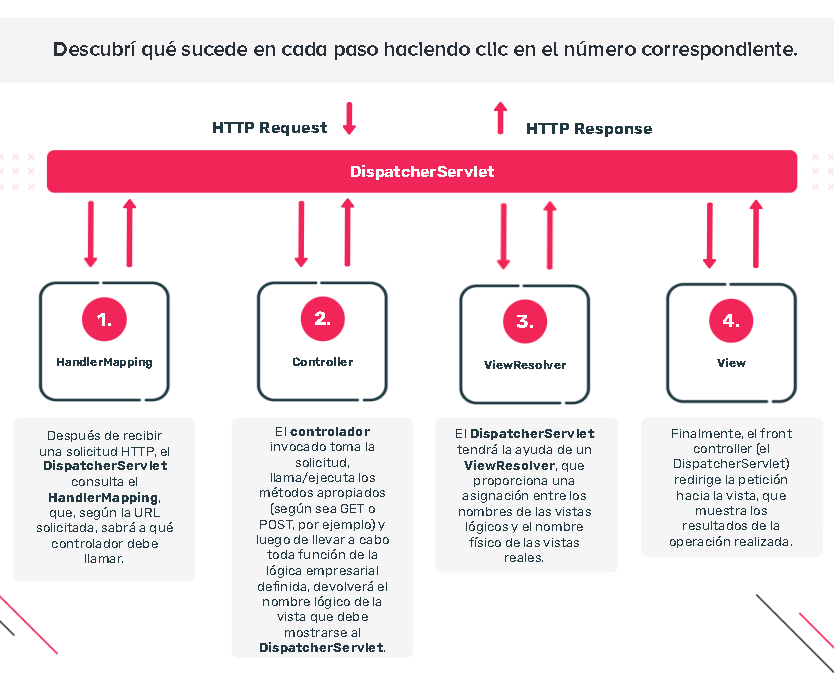 Descubrí qué sucede en cada paso haciendo clic en el número correspondiente.
HTTP Request
HTTP Response
DispatcherServlet
1.
HandlerMapping
Después de recibir
una solicitud HTTP, el
DispatcherServlet
consulta el
HandlerMapping,
que, según la URL
solicitada, sabrá a qué
controlador debe
llamar.
2.
Controller
El controlador
invocado toma la
solicitud,
llama/ejecuta los
métodos apropiados
(según sea GET o
POST, por ejemplo) y
luego de llevar a cabo
toda función de la
lógica empresarial
definida, devolverá el
nombre lógico de la
vista que debe
mostrarse al
DispatcherServlet.
3.
ViewResolver
El DispatcherServlet
tendrá la ayuda de un
ViewResolver, que
proporciona una
asignación entre los
nombres de las vistas
lógicos y el nombre
físico de las vistas
reales.
4.
View
Finalmente, el front
controller (el
DispatcherServlet)
redirige la petición
hacia la vista, que
muestra los
resultados de la
operación realizada.